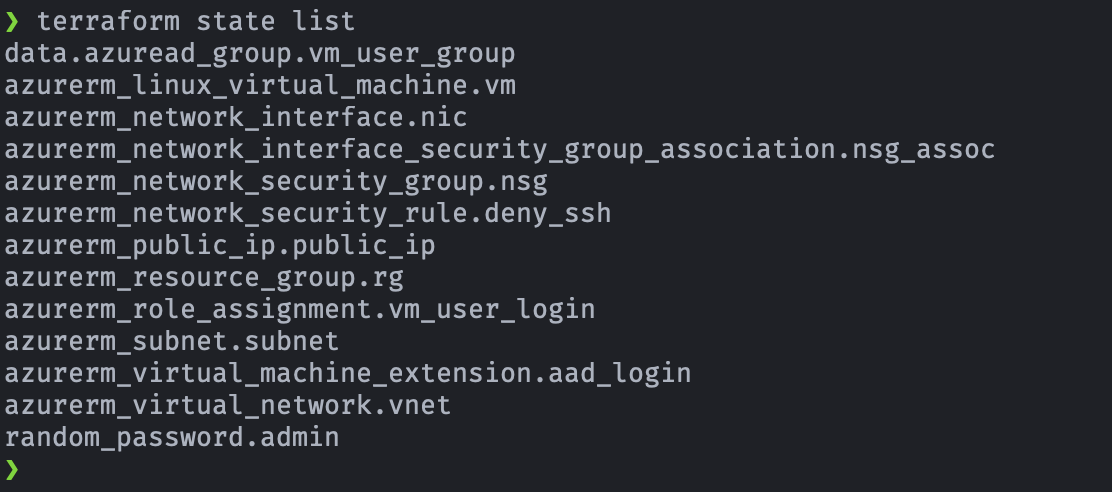 ❯ terraform state list
data.azuread_group.vm_user_group
azurerm_linux_virtual_machine.vm
azurerm_network_interface.nic
azurerm_network_interface_security_group_association.nsg_assoc
azurerm_network_security_group.nsg
azurerm_network_security_rule.deny_ssh
azurerm_public_ip.public_ip
azurerm_resource_group.rg
azurerm_role_assignment.vm_user_login
azurerm_subnet.subnet
azurerm_virtual_machine_extension.aad_login
azurerm_virtual_network.vnet
random_password.admin
❯